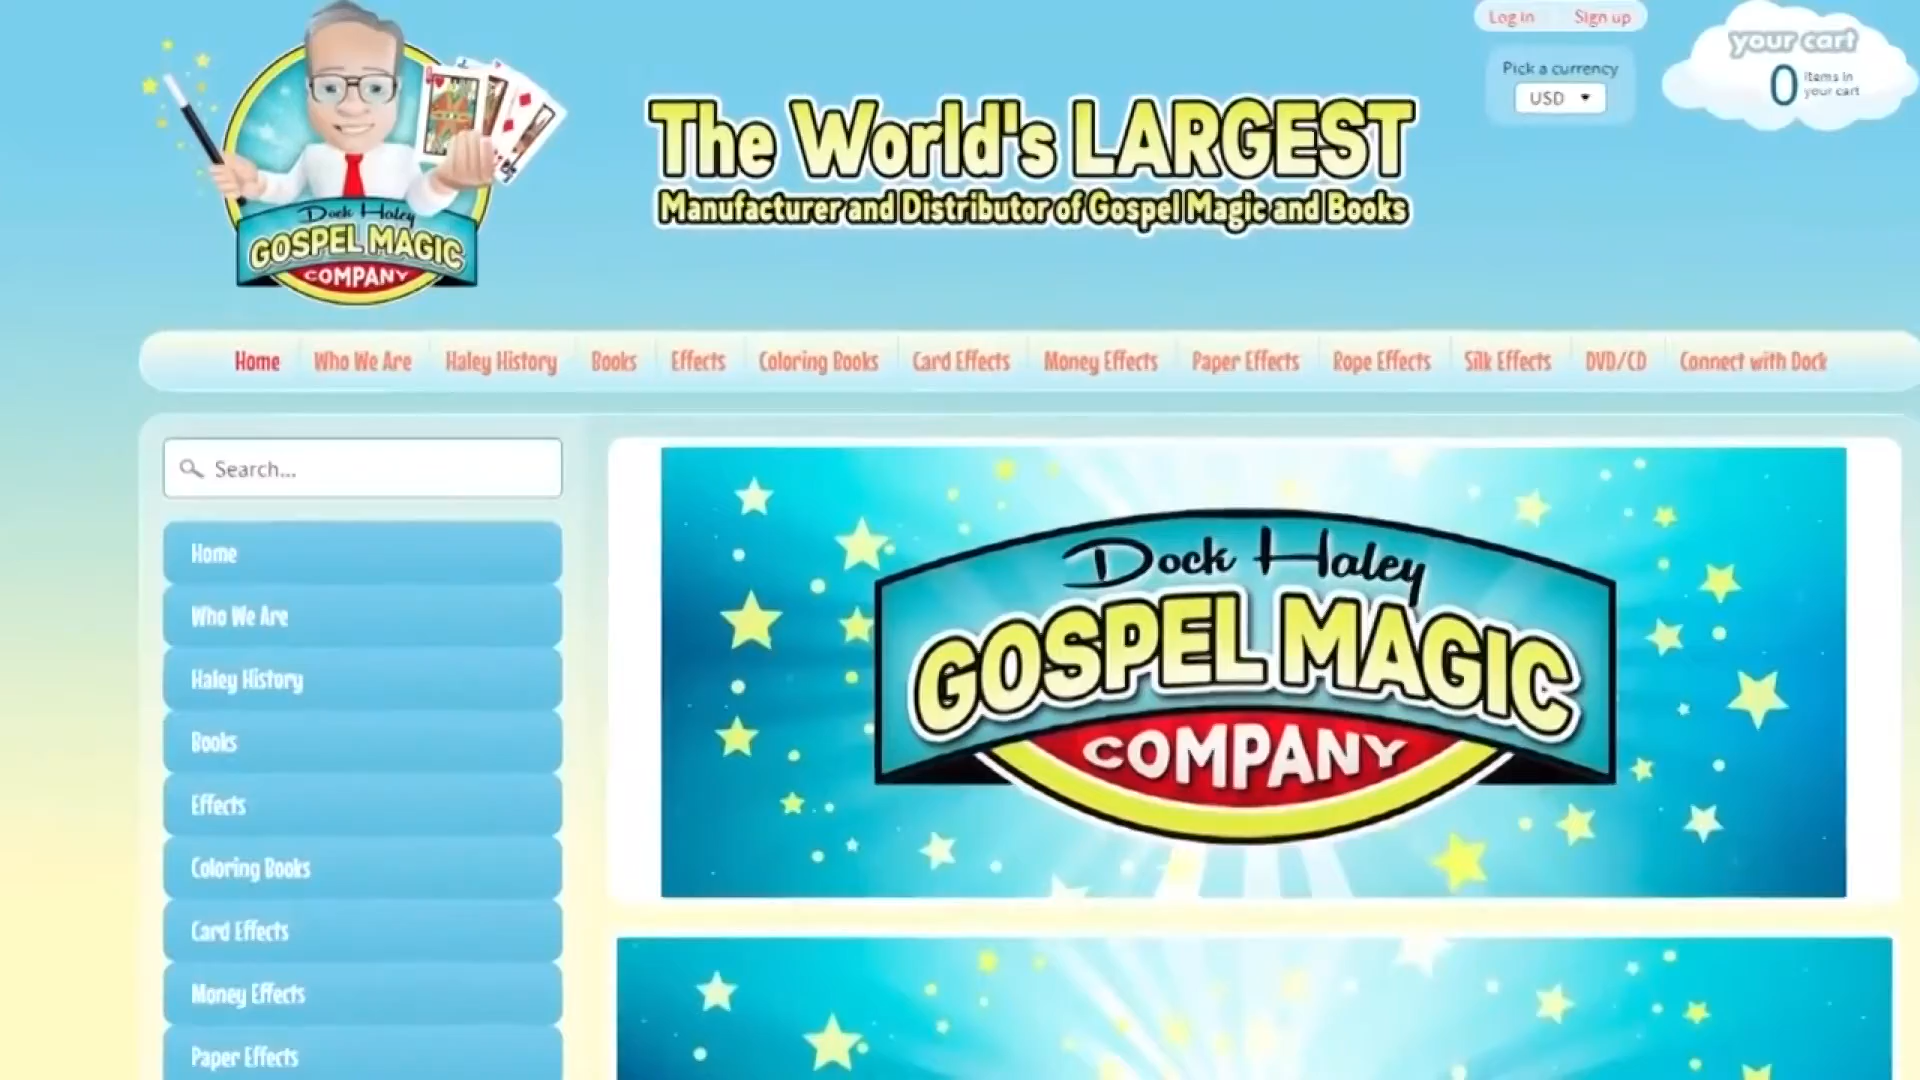 Log in
Sign up
your cart
0
items in
your cart
Pick a currency
USD
Dock Haley
GOSPEL MAGIC
COMPANY
The World's LARGEST
Manufacturer and Distributor of Gospel Magic and Books
Home
Who We Are
Haley History
Books
Effects
Coloring Books
Card Effects
Money Effects
Paper Effects
Rope Effects
Silk Effects
DVD/CD
Connect with Dock
Search...
Home
Who We Are
Haley History
Books
Effects
Coloring Books
Card Effects
Money Effects
Paper Effects
Dock Haley
GOSPEL MAGIC
COMPANY